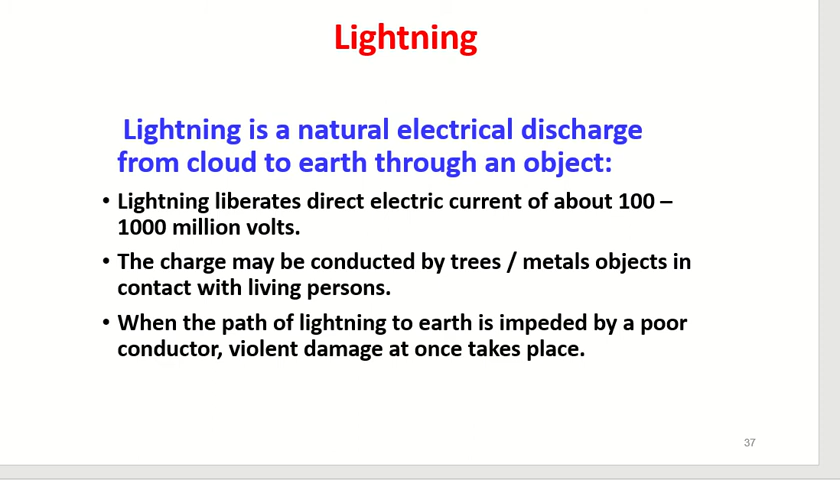 Lightning
Lightning is a natural electrical discharge
from cloud to earth through an object:
• Lightning liberates direct electric current of about 100 –
1000 million volts.
• The charge may be conducted by trees / metals objects in
contact with living persons.
• When the path of lightning to earth is impeded by a poor
conductor, violent damage at once takes place.
37